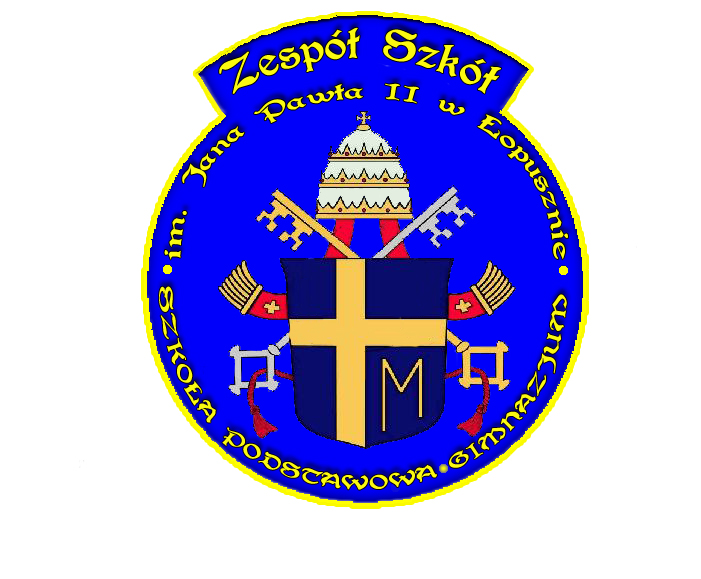 Zespół Szkół
im. Jana Pawła II w Łopusznie
SZKOŁA PODSTAWOWA • GIMNAZJUM
M